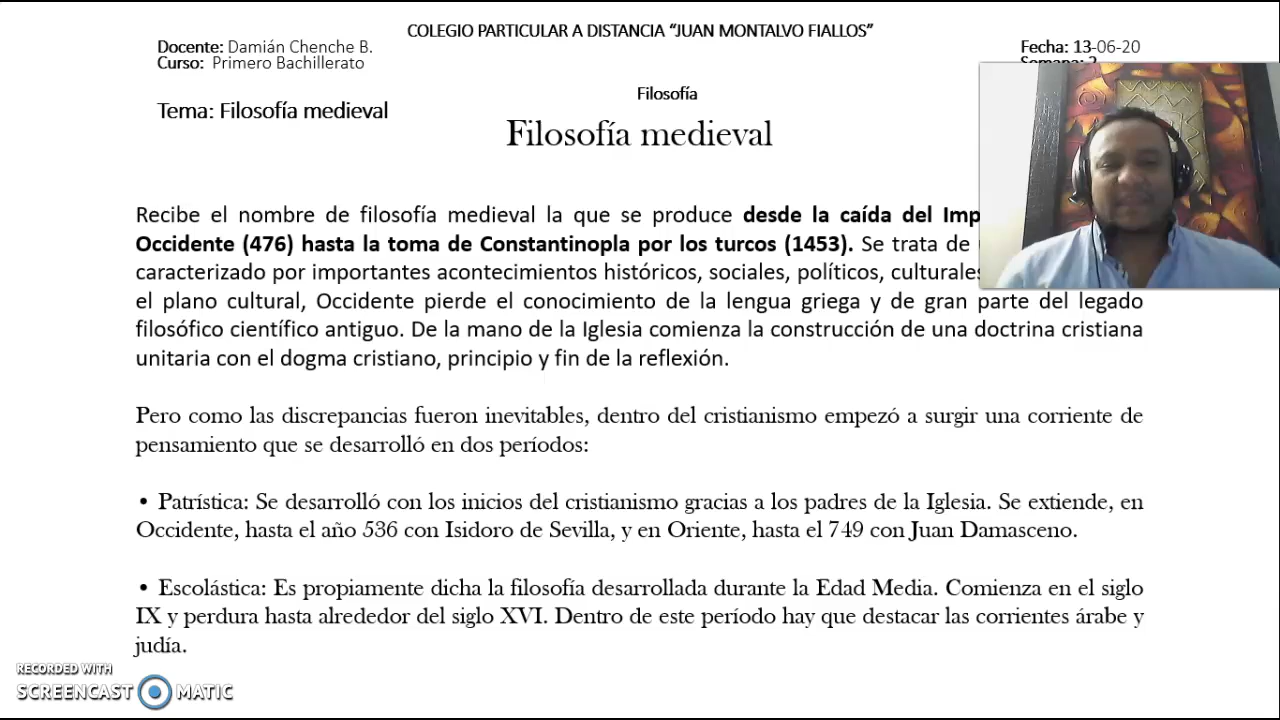 COLEGIO PARTICULAR A DISTANCIA “JUAN MONTALVO FIALLOS”
Docente: Damián Chenche B.
Fecha: 13-06-20
Curso: Primero Bachillerato
Semana: 2
Filosofía
Tema: Filosofía medieval
Filosofía medieval
Recibe el nombre de filosofía medieval la que se produce desde la caída del
Occidente (476) hasta la toma de Constantinopla por los turcos (1453). Se trata de
caracterizado por importantes acontecimientos históricos, sociales, políticos,
el plano cultural, Occidente pierde el conocimiento de la lengua griega y de gran parte del legado
filosófico científico antiguo. De la mano de la Iglesia comienza la construcción de una doctrina cristiana
unitaria con el dogma cristiano, principio y fin de la reflexión.
Pero como las discrepancias fueron inevitables, dentro del cristianismo empezó a surgir una corriente de
pensamiento que se desarrolló en dos períodos:
• Patrística: Se desarrolló con los inicios del cristianismo gracias a los padres de la Iglesia. Se extiende, en
Occidente, hasta el año 536 con Isidoro de Sevilla, y en Oriente, hasta el 749 con Juan Damasceno.
• Escolástica: Es propiamente dicha la filosofía desarrollada durante la Edad Media. Comienza en el siglo
IX y perdura hasta alrededor del siglo XVI. Dentro de este período hay que destacar las corrientes árabe y
judía.
RECORDED WITH
SCREENCAST MATIC